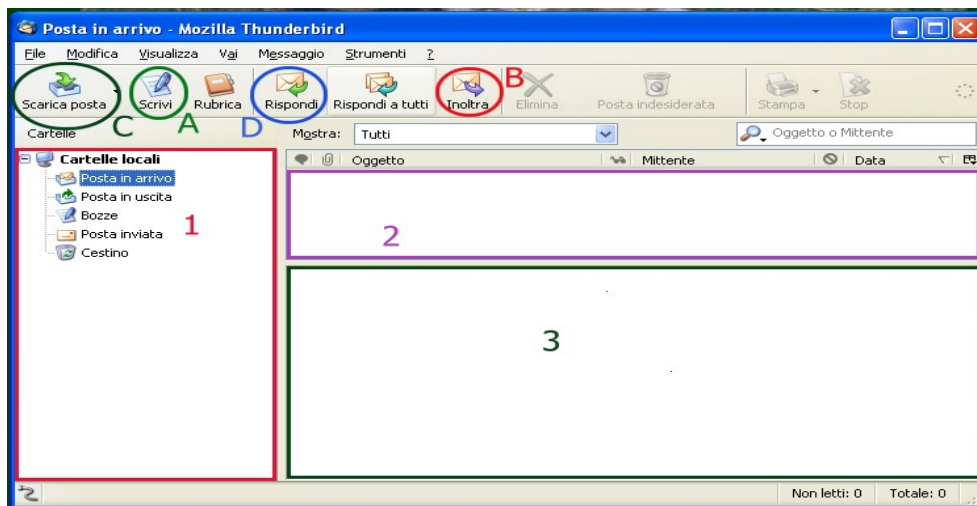 Posta in arrivo - Mozilla Thunderbird
File Modifica Visualizza Vai Messaggio Strumenti ?
B
Scarica posta Scrivi Rubrica Rispondi Rispondi a tutti Inoltra Elimina Posta indesiderata Stampa Stop
C A D
Cartelle Mostra: Tutti Oggetto o Mittente
Cartelle locali Oggetto Mittente Data
Posta in arrivo
Posta in uscita
Bozze
1
Posta inviata
2
Cestino
3
Non letti: 0 Totale: 0